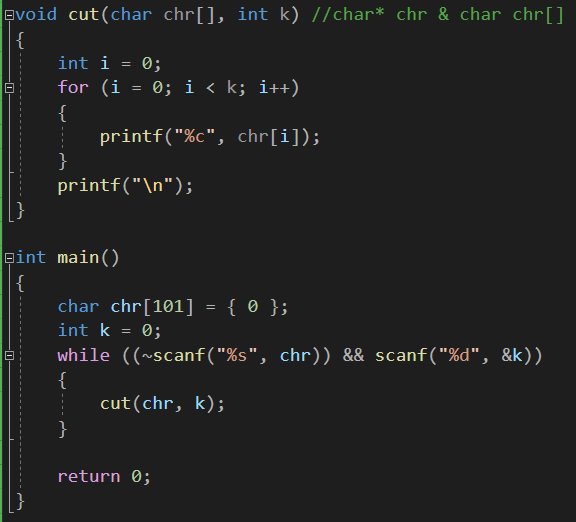 void cut(char chr[], int k) //char* chr & char chr[]
{
    int i = 0;
    for (i = 0; i < k; i++)
    {
        printf("%c", chr[i]);
    }
    printf("\n");
}

int main()
{
    char chr[101] = { 0 };
    int k = 0;
    while ((~scanf("%s", chr)) && scanf("%d", &k))
    {
        cut(chr, k);
    }

    return 0;
}